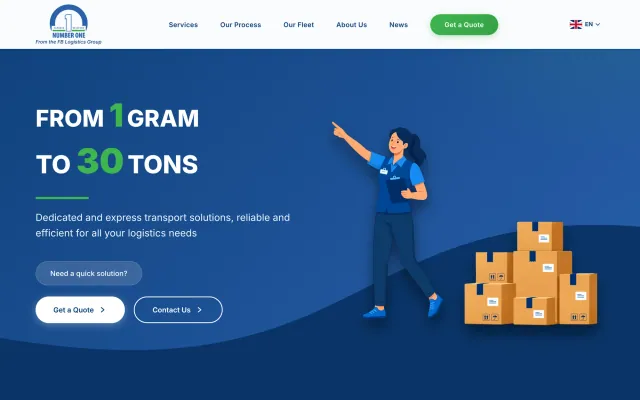 1
NUMBER ONE
From the FB Logistics Group
Services
Our Process
Our Fleet
About Us
News
Get a Quote
EN
FROM 1 GRAM
TO 30 TONS
Dedicated and express transport solutions, reliable and
efficient for all your logistics needs
Need a quick solution?
Get a Quote
Contact Us